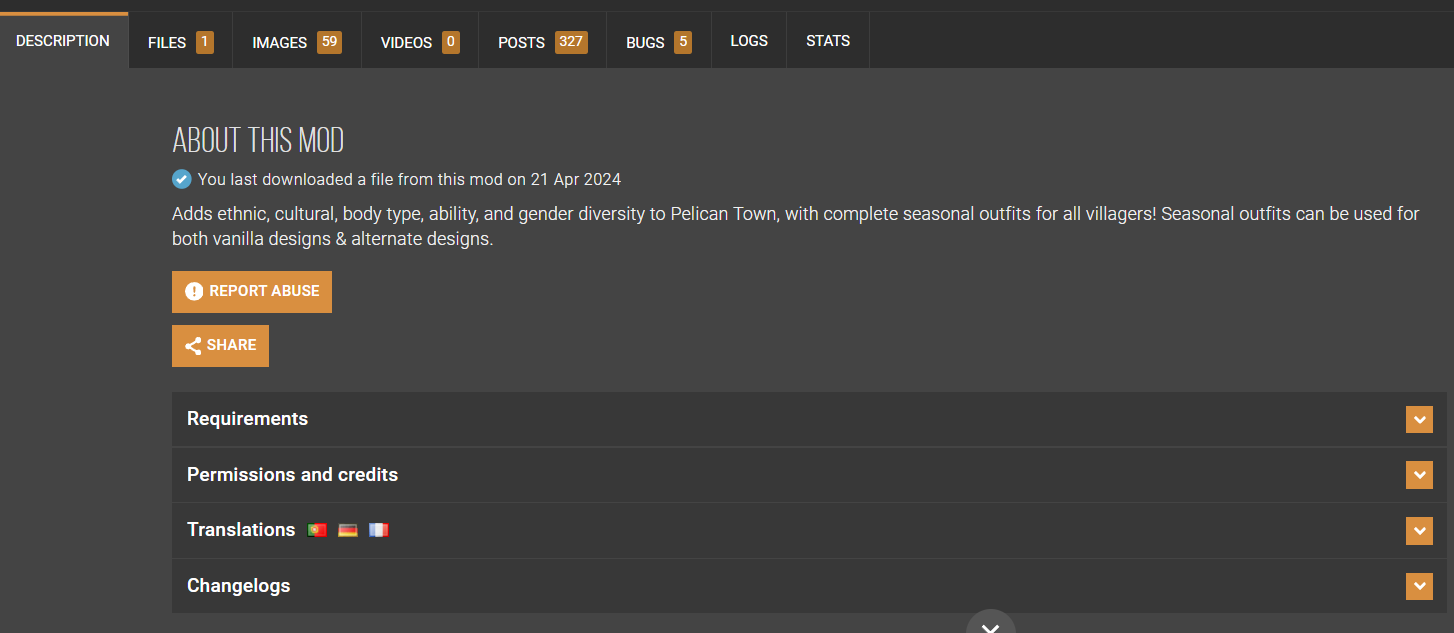 DESCRIPTION FILES 1 IMAGES 59 VIDEOS 0 POSTS 327 BUGS 5 LOGS STATS
ABOUT THIS MOD
You last downloaded a file from this mod on 21 Apr 2024
Adds ethnic, cultural, body type, ability, and gender diversity to Pelican Town, with complete seasonal outfits for all villagers! Seasonal outfits can be used for
both vanilla designs & alternate designs.
REPORT ABUSE
SHARE
Requirements
Permissions and credits
Translations
Changelogs